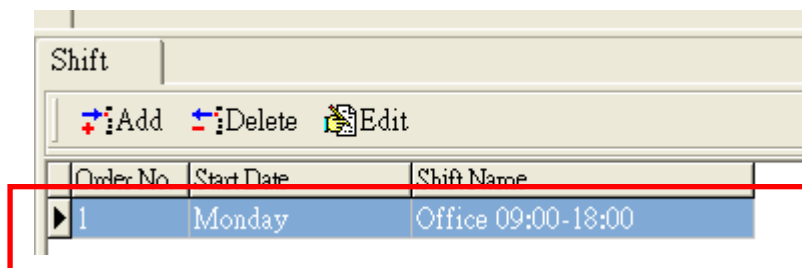 Shift
Add Delete Edit
Order No Start Date Shift Name
1 Monday Office 09:00-18:00